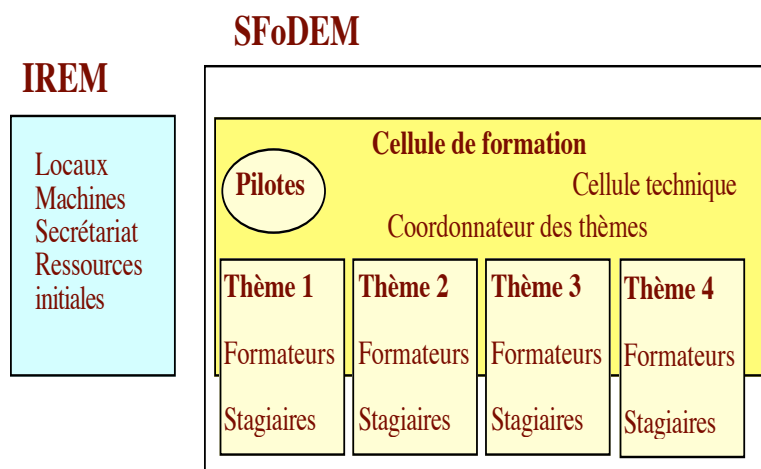 SFoDEM
IREM
Locaux
Machines
Secrétariat
Ressources
initiales
Cellule de formation
Pilotes
Cellule technique
Coordonnateur des thèmes
Thème 1
Formateurs
Stagiaires
Thème 2
Formateurs
Stagiaires
Thème 3
Formateurs
Stagiaires
Thème 4
Formateurs
Stagiaires